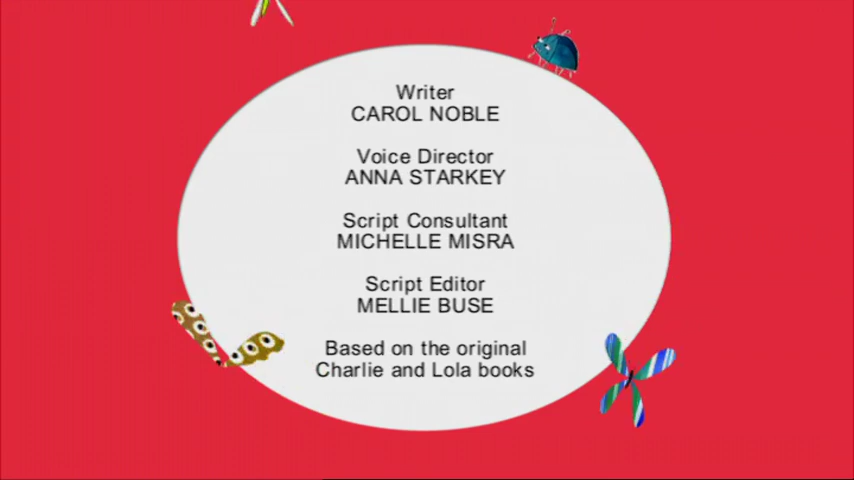 Writer
CAROL NOBLE
Voice Director
ANNA STARKEY
Script Consultant
MICHELLE MISRA
Script Editor
MELLIE BUSE
Based on the original
Charlie and Lola books